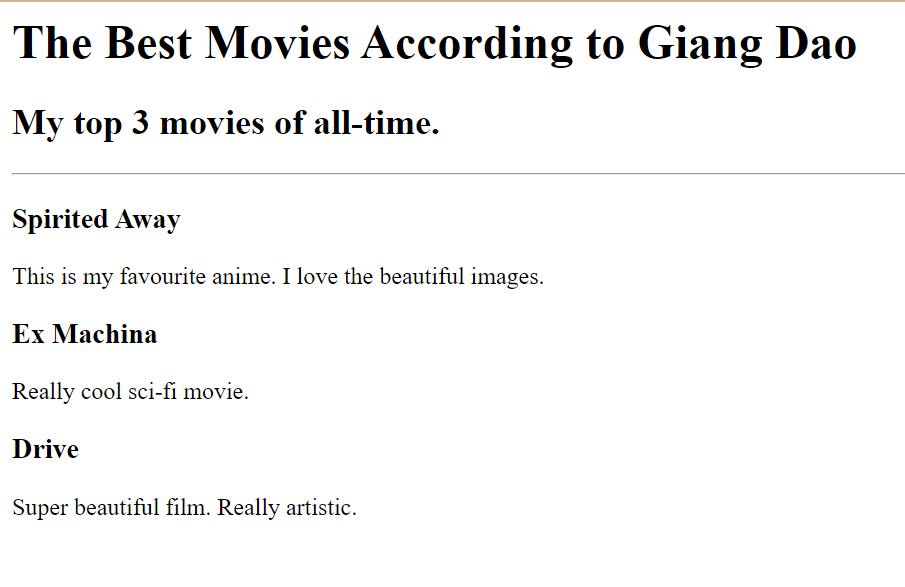 The Best Movies According to Giang Dao
My top 3 movies of all-time.
Spirited Away
This is my favourite anime. I love the beautiful images.
Ex Machina
Really cool sci-fi movie.
Drive
Super beautiful film. Really artistic.